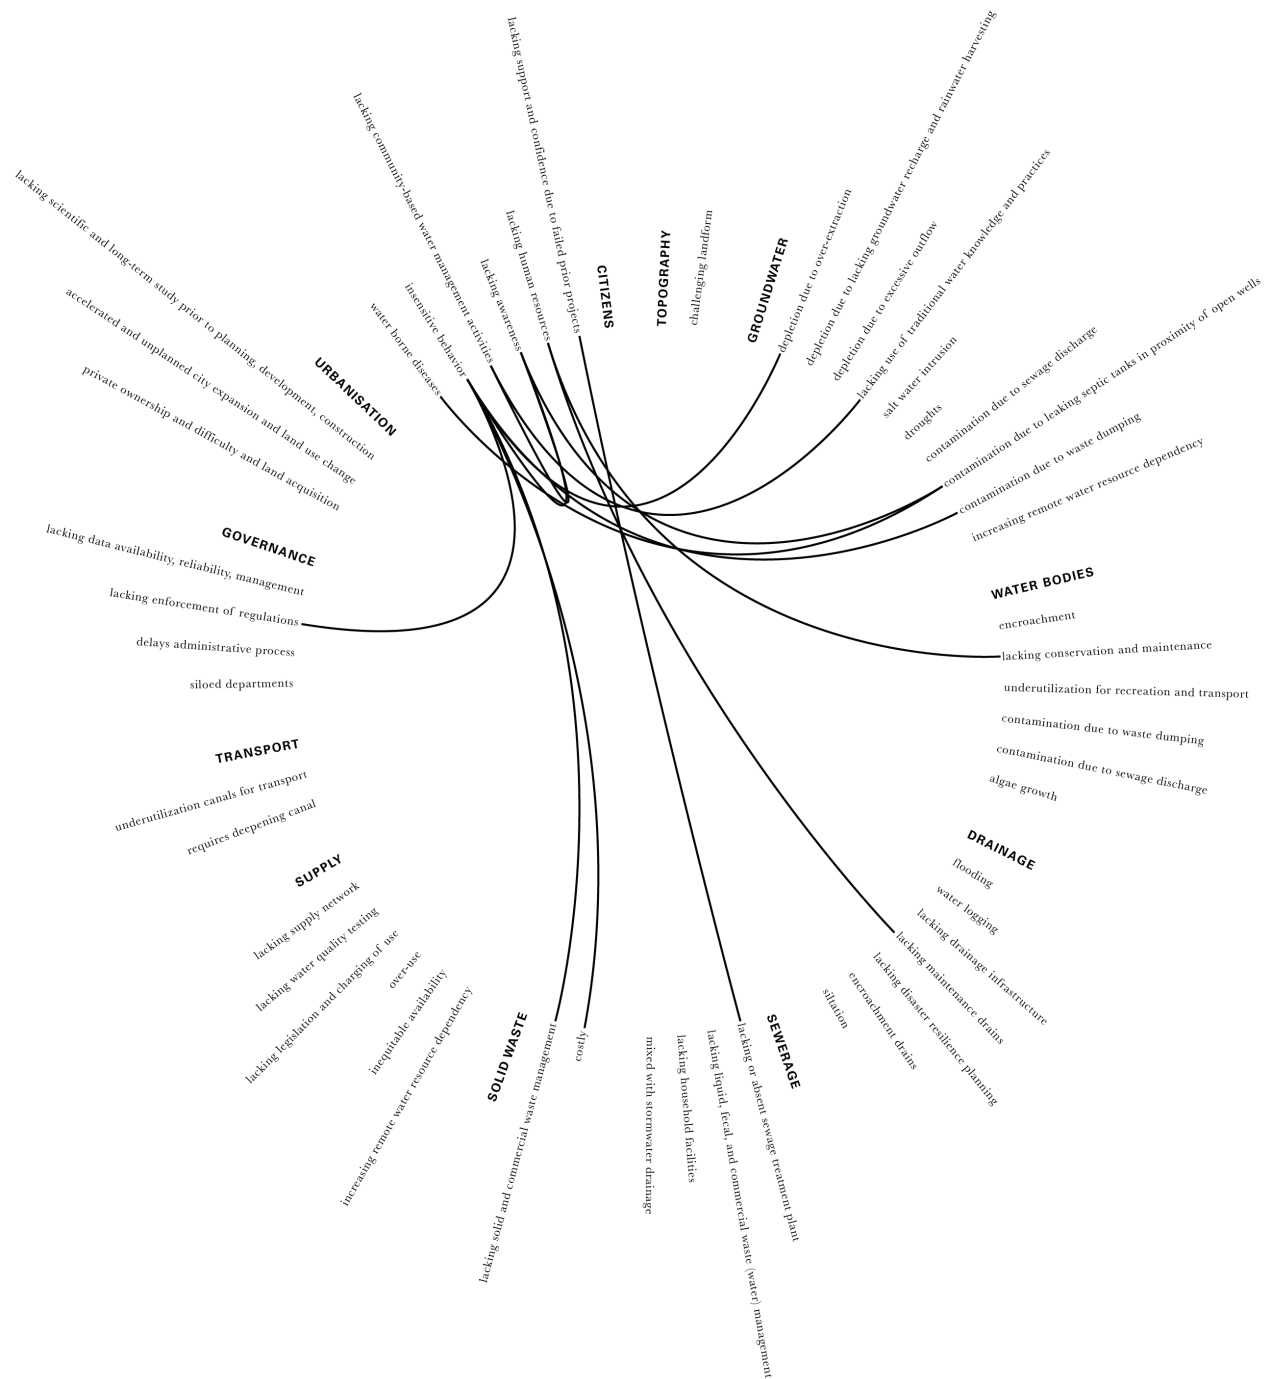 CITIZENS
lacking support and confidence due to failed prior projects
lacking human resources
lacking awareness
lacking community-based water management activities
insensitive behavior
water borne diseases
TOPOGRAPHY
challenging landform
GROUNDWATER
depletion due to over-extraction
depletion due to lacking groundwater recharge and rainwater harvesting
depletion due to excessive outflow
lacking use of traditional water knowledge and practices
salt water intrusion
droughts
contamination due to sewage discharge
contamination due to leaking septic tanks in proximity of open wells
contamination due to waste dumping
increasing remote water resource dependency
WATER BODIES
encroachment
lacking conservation and maintenance
underutilization for recreation and transport
contamination due to waste dumping
contamination due to sewage discharge
algae growth
DRAINAGE
flooding
water logging
lacking drainage infrastructure
lacking maintenance drains
lacking disaster resilience planning
encroachment drains
siltation
SEWERAGE
lacking or absent sewage treatment plant
lacking liquid, fecal, and commercial waste (water) management
lacking household facilities
mixed with stormwater drainage
SOLID WASTE
costly
lacking solid and commercial waste management
SUPPLY
lacking supply network
lacking water quality testing
lacking legislation and charging of use
over-use
inequitable availability
increasing remote water resource dependency
TRANSPORT
underutilization canals for transport
requires deepening canal
GOVERNANCE
lacking data availability, reliability, management
lacking enforcement of regulations
delays administrative process
siloed departments
URBANISATION
lacking scientific and long-term study prior to planning, development, construction
accelerated and unplanned city expansion and land use change
private ownership and difficulty and land acquisition